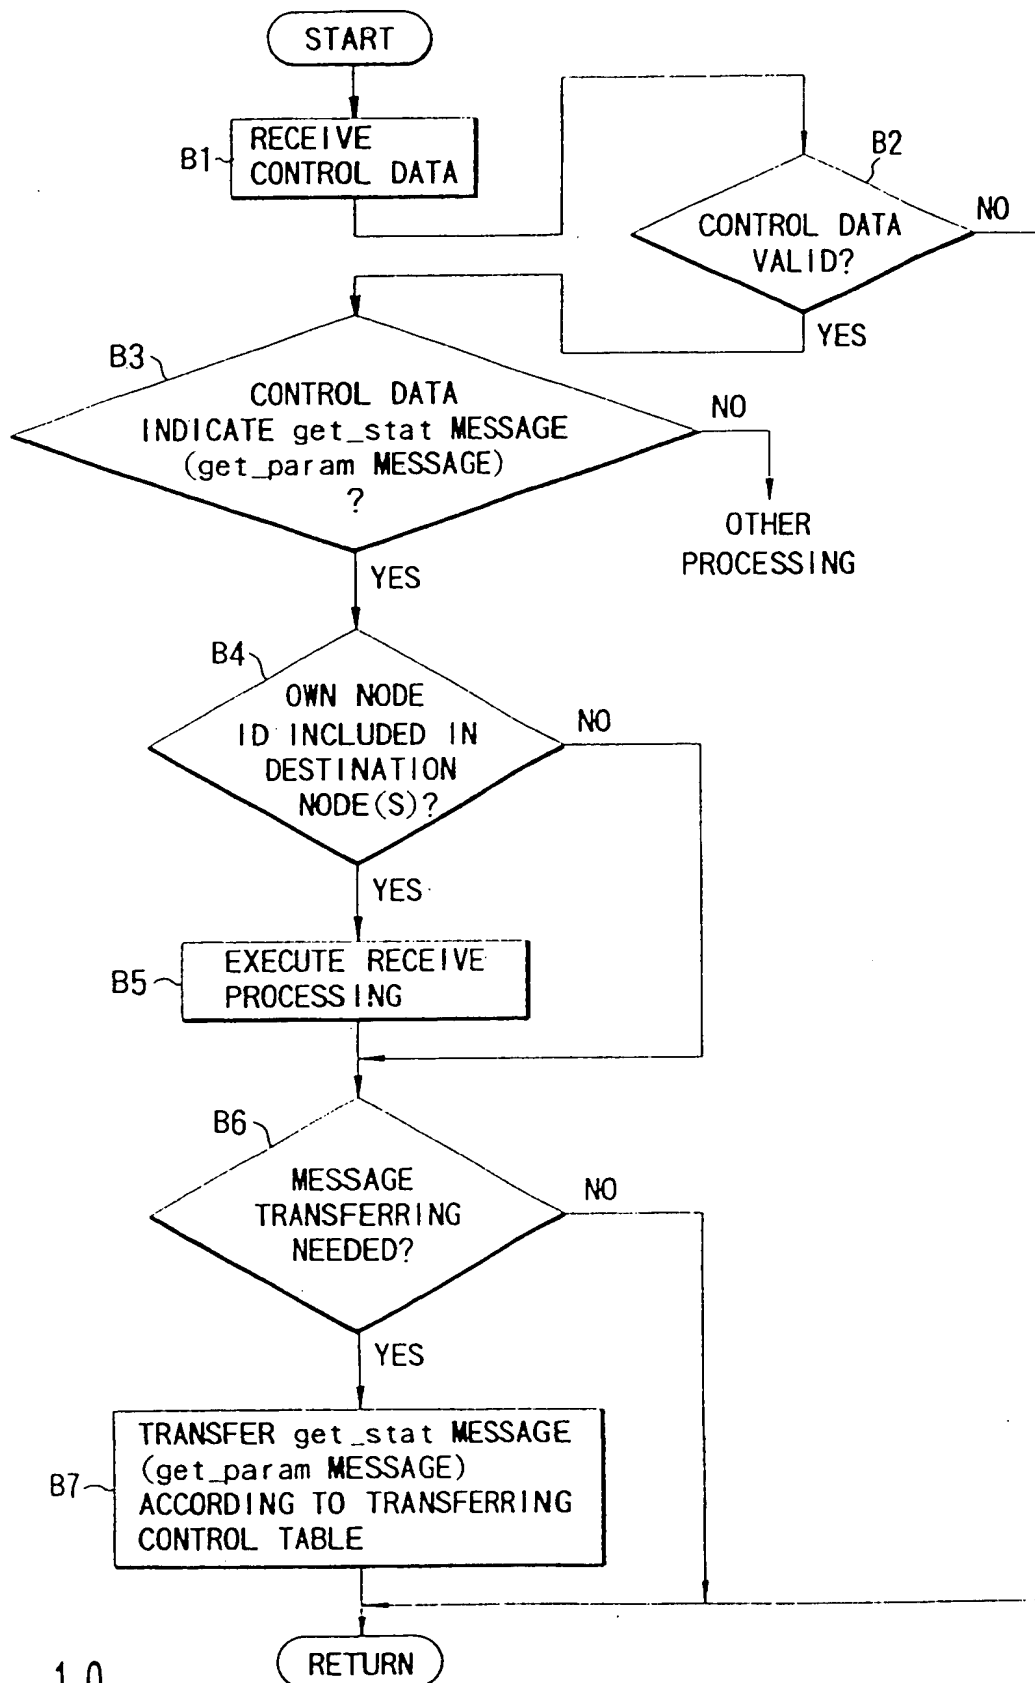 START
B1
RECEIVE
CONTROL DATA
B2
CONTROL DATA
VALID?
NO
YES
B3
CONTROL DATA
INDICATE get_stat MESSAGE
(get_param MESSAGE)
?
NO
OTHER
PROCESSING
YES
B4
OWN NODE
ID INCLUDED IN
DESTINATION
NODE(S)?
NO
YES
B5
EXECUTE RECEIVE
PROCESSING
B6
MESSAGE
TRANSFERRING
NEEDED?
NO
YES
B7
TRANSFER get_stat MESSAGE
(get_param MESSAGE)
ACCORDING TO TRANSFERRING
CONTROL TABLE
RETURN
10